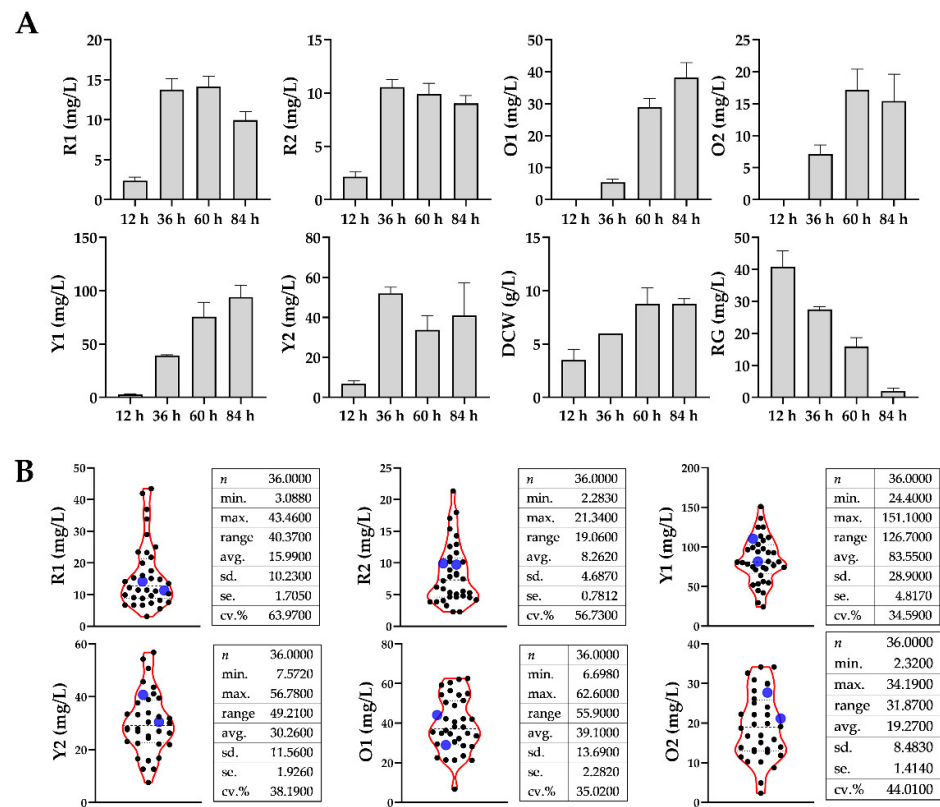 A
R1 (mg/L)
20
15
10
5
0
12 h 36 h 60 h 84 h
R2 (mg/L)
15
10
5
0
12 h 36 h 60 h 84 h
O1 (mg/L)
50
40
30
20
10
0
12 h 36 h 60 h 84 h
O2 (mg/L)
25
20
15
10
5
0
12 h 36 h 60 h 84 h
Y1 (mg/L)
150
100
50
0
12 h 36 h 60 h 84 h
Y2 (mg/L)
80
60
40
20
0
12 h 36 h 60 h 84 h
DCW (g/L)
15
10
5
0
12 h 36 h 60 h 84 h
RG (mg/L)
50
40
30
20
10
0
12 h 36 h 60 h 84 h
B
R1 (mg/L)
50
40
30
20
10
0
n 36.0000
min. 3.0880
max. 43.4600
range 40.3700
avg. 15.9900
sd. 10.2300
se. 1.7050
cv.% 63.9700
R2 (mg/L)
25
20
15
10
5
0
n 36.0000
min. 2.2830
max. 21.3400
range 19.0600
avg. 8.2620
sd. 4.6870
se. 0.7812
cv.% 56.7300
Y1 (mg/L)
200
150
100
50
0
n 36.0000
min. 24.4000
max. 151.1000
range 126.7000
avg. 83.5500
sd. 28.9000
se. 4.8170
cv.% 34.5900
Y2 (mg/L)
60
40
20
0
n 36.0000
min. 7.5720
max. 56.7800
range 49.2100
avg. 30.2600
sd. 11.5600
se. 1.9260
cv.% 38.1900
O1 (mg/L)
80
60
40
20
0
n 36.0000
min. 6.6980
max. 62.6000
range 55.9000
avg. 39.1000
sd. 13.6900
se. 2.2820
cv.% 35.0200
O2 (mg/L)
40
30
20
10
0
n 36.0000
min. 2.3200
max. 34.1900
range 31.8700
avg. 19.2700
sd. 8.4830
se. 1.4140
cv.% 44.0100